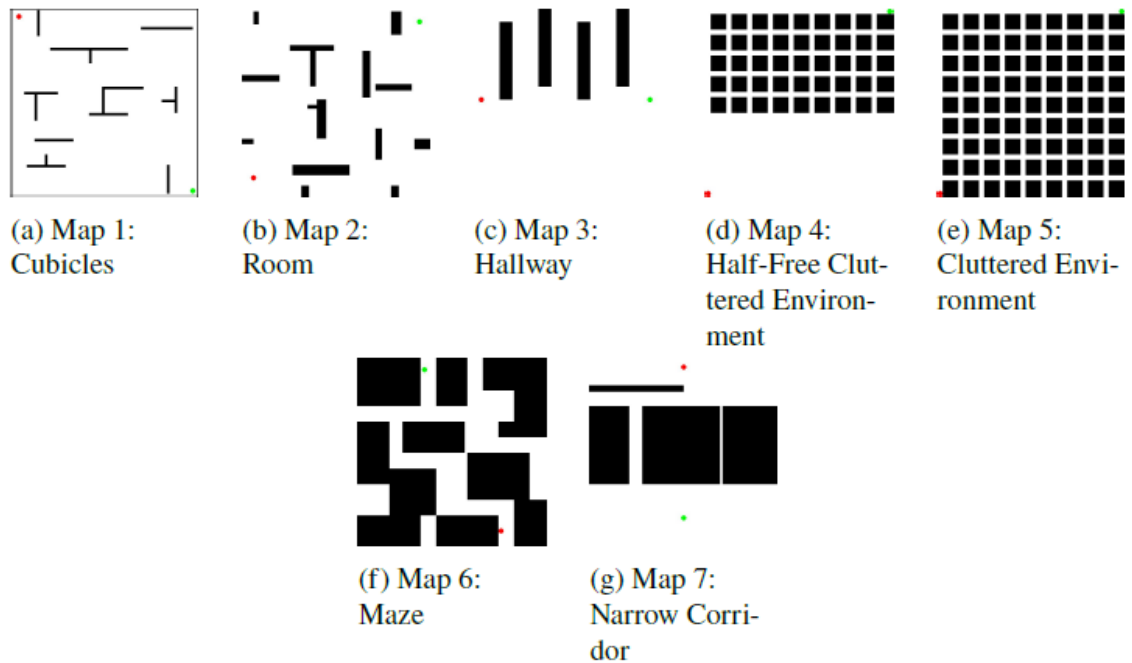 (a) Map 1:
Cubicles
(b) Map 2:
Room
(c) Map 3:
Hallway
(d) Map 4:
Half-Free Clut-
tered Environ-
ment
(e) Map 5:
Cluttered Envi-
ronment
(f) Map 6:
Maze
(g) Map 7:
Narrow Corri-
dor